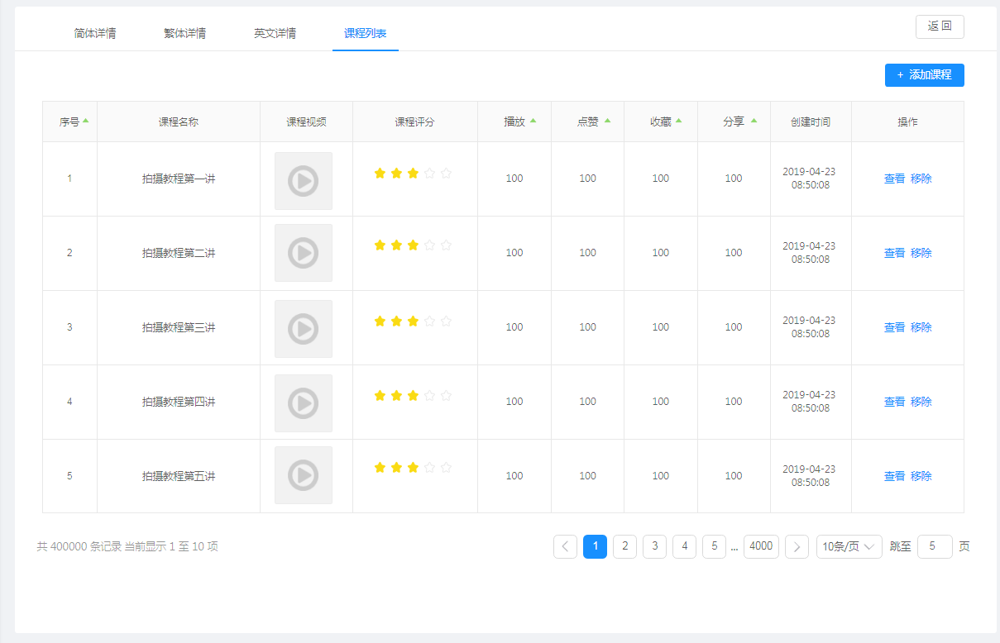 简体详情 繁体详情 英文详情 课程列表 返 回
+ 添加课程
序号 课程名称 课程视频 课程评分 播放 点赞 收藏 分享 创建时间 操作
1 拍摄教程第一讲 100 100 100 100 2019-04-23 08:50:08 查看 移除
2 拍摄教程第二讲 100 100 100 100 2019-04-23 08:50:08 查看 移除
3 拍摄教程第三讲 100 100 100 100 2019-04-23 08:50:08 查看 移除
4 拍摄教程第四讲 100 100 100 100 2019-04-23 08:50:08 查看 移除
5 拍摄教程第五讲 100 100 100 100 2019-04-23 08:50:08 查看 移除
共 400000 条记录 当前显示 1 至 10 项 1 2 3 4 5 ... 4000 10条/页 跳至 5 页